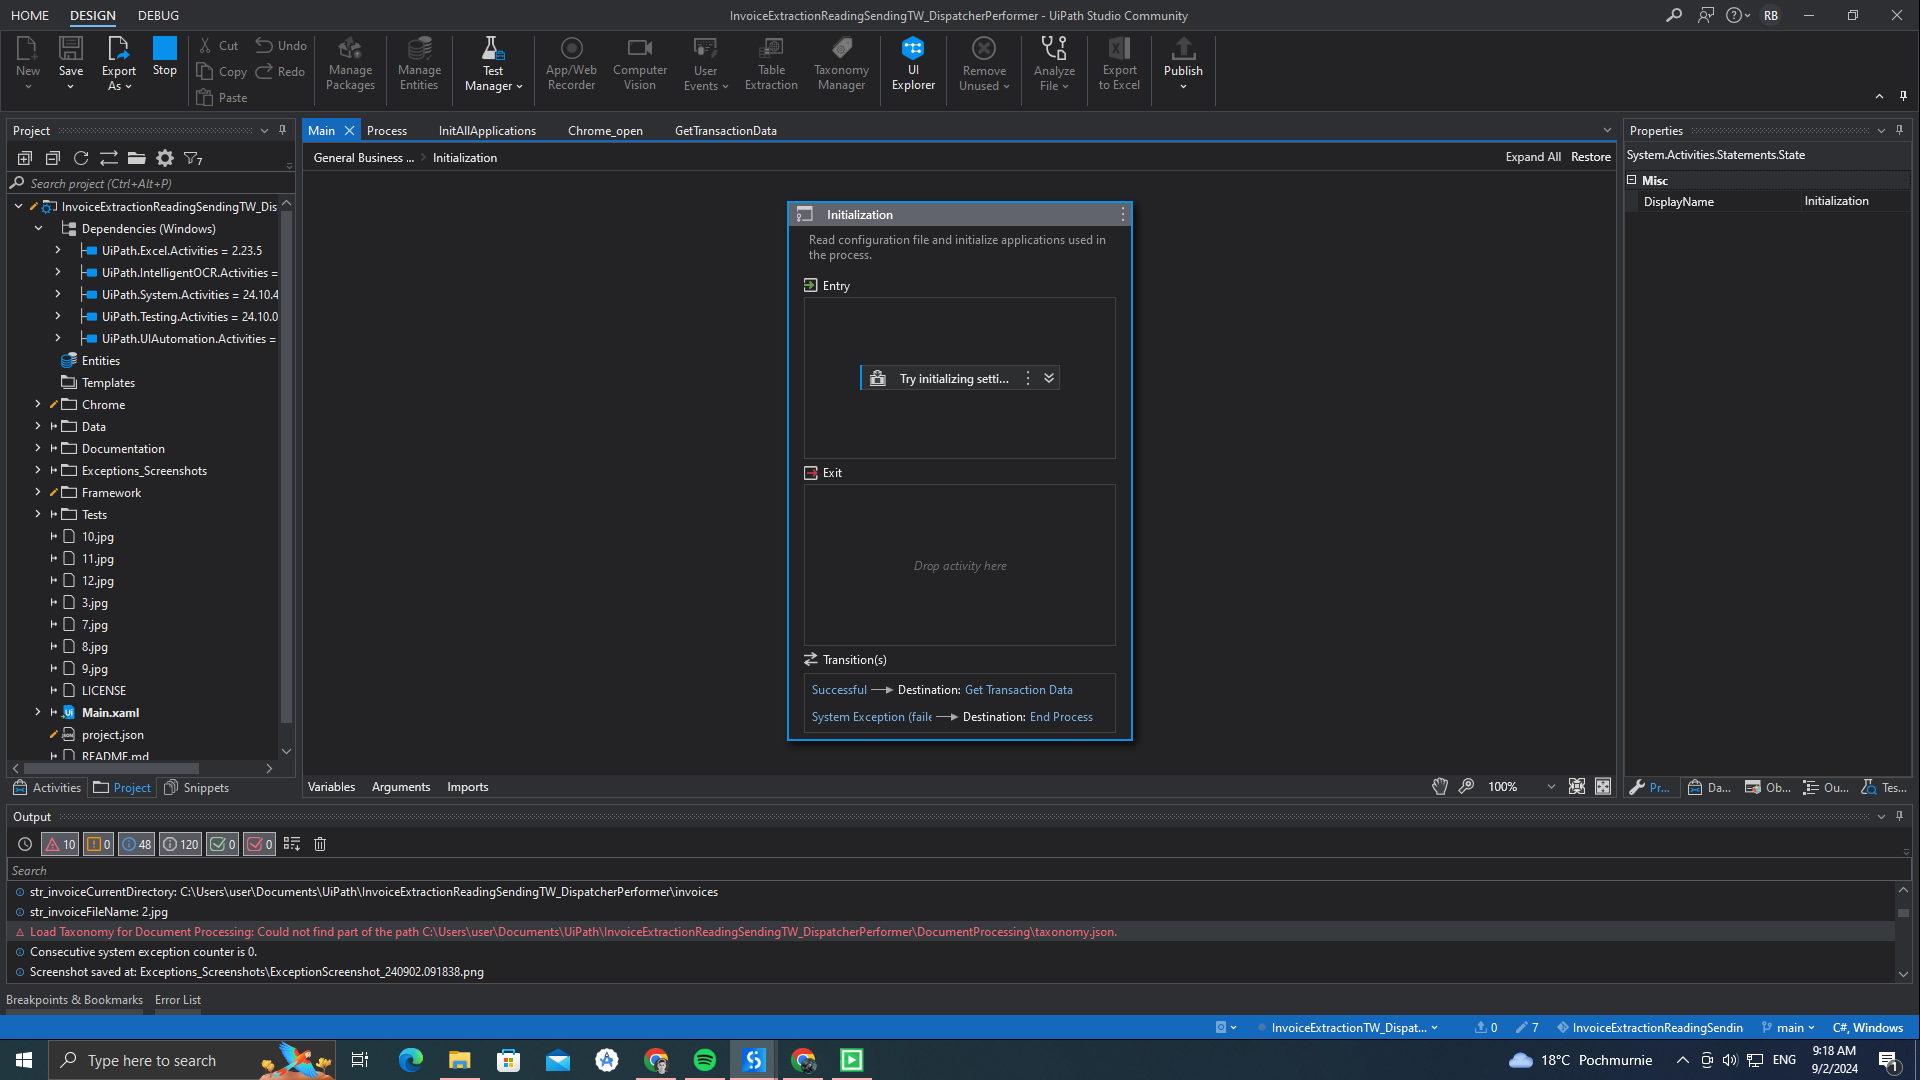 HOME DESIGN DEBUG
InvoiceExtractionReadingSendingTW_DispatcherPerformer - UiPath Studio Community
RB
New
Save
Export As
Stop
Cut
Copy
Paste
Undo
Redo
Manage Packages
Manage Entities
Test Manager
App/Web Recorder
Computer Vision
User Events
Table Extraction
Taxonomy Manager
UI Explorer
Remove Unused
Analyze File
Export to Excel
Publish
Project
7
Search project (Ctrl+Alt+P)
InvoiceExtractionReadingSendingTW_Dis
Dependencies (Windows)
UiPath.Excel.Activities = 2.23.5
UiPath.IntelligentOCR.Activities =
UiPath.System.Activities = 24.10.4
UiPath.Testing.Activities = 24.10.0
UiPath.UIAutomation.Activities =
Entities
Templates
Chrome
Data
Documentation
Exceptions_Screenshots
Framework
Tests
10.jpg
11.jpg
12.jpg
3.jpg
7.jpg
8.jpg
9.jpg
LICENSE
Main.xaml
project.json
README.md
Activities Project Snippets
Main Process InitAllApplications Chrome_open GetTransactionData
General Business ... Initialization
Expand All Restore
Initialization
Read configuration file and initialize applications used in
the process.
Entry
Try initializing setti...
Exit
Drop activity here
Transition(s)
Successful Destination: Get Transaction Data
System Exception (faile Destination: End Process
Variables Arguments Imports
100%
Properties
System.Activities.Statements.State
Misc
DisplayName Initialization
Pr... Da... Ob... Ou... Tes...
Output
10 0 48 120 0 0
Search
str_invoiceCurrentDirectory: C:\Users\user\Documents\UiPath\InvoiceExtractionReadingSendingTW_DispatcherPerformer\invoices
str_invoiceFileName: 2.jpg
Load Taxonomy for Document Processing: Could not find part of the path C:\Users\user\Documents\UiPath\InvoiceExtractionReadingSendingTW_DispatcherPerformer\DocumentProcessing\taxonomy.json.
Consecutive system exception counter is 0.
Screenshot saved at: Exceptions_Screenshots\ExceptionScreenshot_240902.091838.png
Breakpoints & Bookmarks Error List
InvoiceExtractionTW_Dispat... 0 7 InvoiceExtractionReadingSendin main C#, Windows
Type here to search
18°C Pochmurnie
ENG
9:18 AM
9/2/2024
1